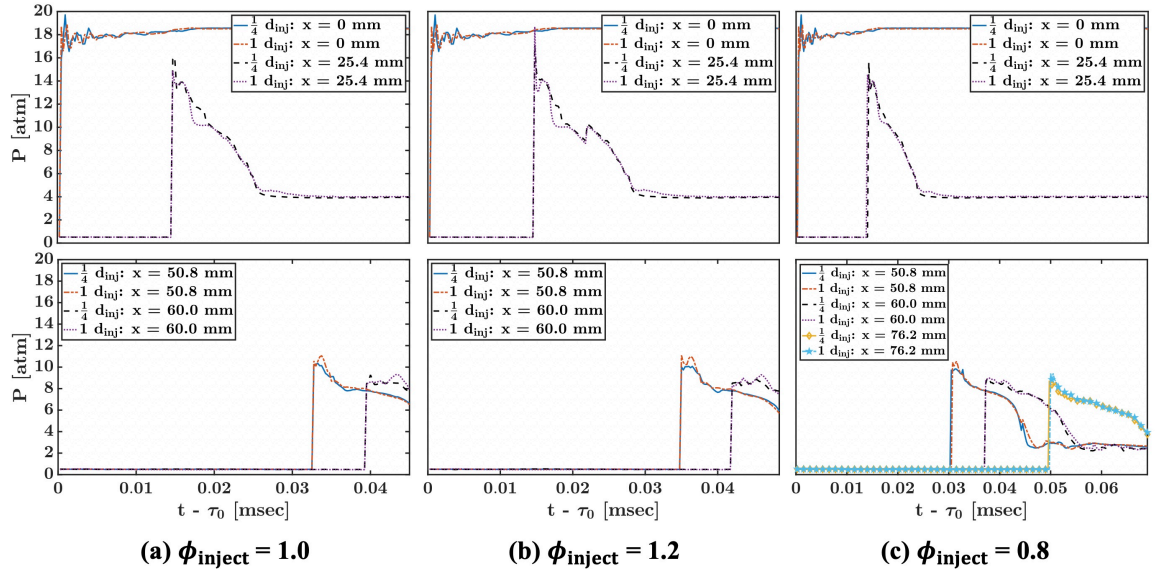 20
18
16
14
12
10
8
6
4
2
0
P [atm]
1/4 d_inj: x = 0 mm
1 d_inj: x = 0 mm
1/4 d_inj: x = 25.4 mm
1 d_inj: x = 25.4 mm
1/4 d_inj: x = 0 mm
1 d_inj: x = 0 mm
1/4 d_inj: x = 25.4 mm
1 d_inj: x = 25.4 mm
1/4 d_inj: x = 0 mm
1 d_inj: x = 0 mm
1/4 d_inj: x = 25.4 mm
1 d_inj: x = 25.4 mm
20
18
16
14
12
10
8
6
4
2
0
P [atm]
1/4 d_inj: x = 50.8 mm
1 d_inj: x = 50.8 mm
1/4 d_inj: x = 60.0 mm
1 d_inj: x = 60.0 mm
1/4 d_inj: x = 50.8 mm
1 d_inj: x = 50.8 mm
1/4 d_inj: x = 60.0 mm
1 d_inj: x = 60.0 mm
1/4 d_inj: x = 50.8 mm
1 d_inj: x = 50.8 mm
1/4 d_inj: x = 60.0 mm
1 d_inj: x = 60.0 mm
1/4 d_inj: x = 76.2 mm
1 d_inj: x = 76.2 mm
0 0.01 0.02 0.03 0.04
0 0.01 0.02 0.03 0.04
0 0.01 0.02 0.03 0.04 0.05 0.06
t - τ0 [msec]
t - τ0 [msec]
t - τ0 [msec]
(a) ϕinject = 1.0
(b) ϕinject = 1.2
(c) ϕinject = 0.8